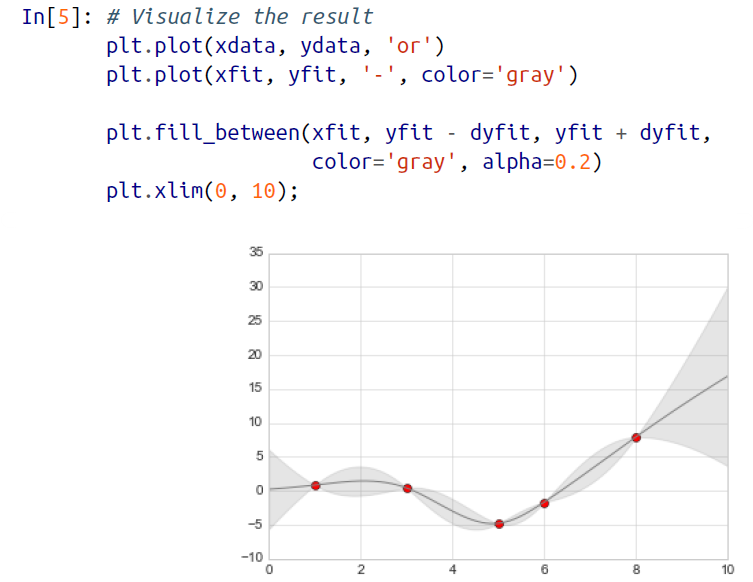 In[5]: # Visualize the result
plt.plot(xdata, ydata, 'or')
plt.plot(xfit, yfit, '-', color='gray')
plt.fill_between(xfit, yfit - dyfit, yfit + dyfit,
color='gray', alpha=0.2)
plt.xlim(0, 10);
35
30
25
20
15
10
5
0
−5
−10
0 2 4 6 8 10